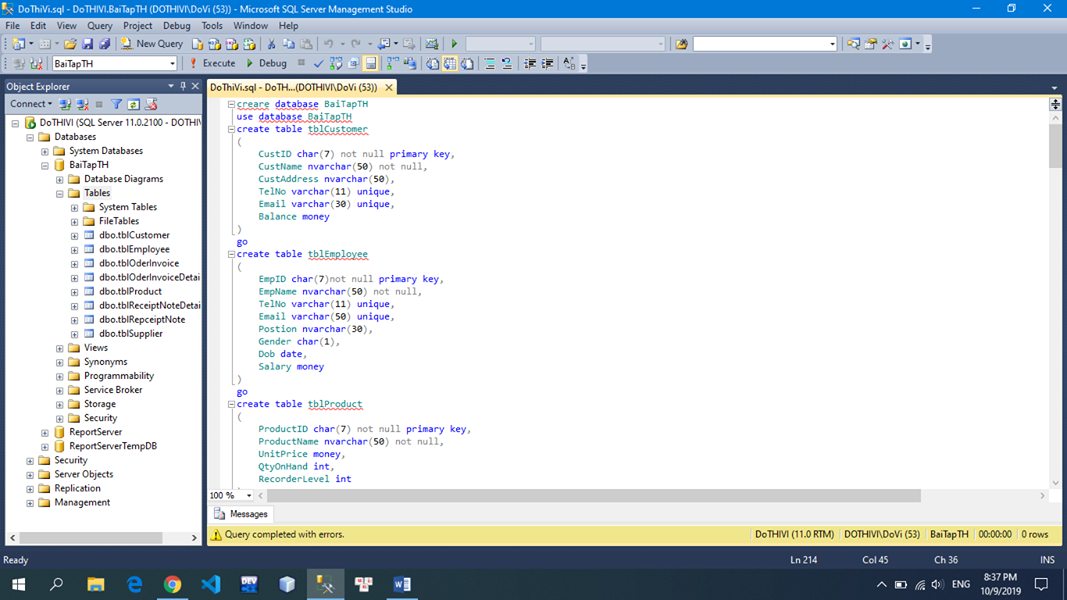 DoThiVi.sql - DOTHIVI.BaiTapTH (DOTHIVI\DoVi (53)) - Microsoft SQL Server Management Studio
File Edit View Query Project Debug Tools Window Help
New Query
BaiTapTH Execute Debug
Object Explorer
Connect
DoTHIVI (SQL Server 11.0.2100 - DOTHIV
Databases
System Databases
BaiTapTH
Database Diagrams
Tables
System Tables
FileTables
dbo.tblCustomer
dbo.tblEmployee
dbo.tblOderInvoice
dbo.tblOderInvoiceDetai
dbo.tblProduct
dbo.tblReceiptNoteDetai
dbo.tblRepceiptNote
dbo.tblSupplier
Views
Synonyms
Programmability
Service Broker
Storage
Security
ReportServer
ReportServerTempDB
Security
Server Objects
Replication
Management
DoThiVi.sql - DoTH...(DOTHIVI\DoVi (53))
creare database BaiTapTH
use database BaiTapTH
create table tblCustomer
(
CustID char(7) not null primary key,
CustName nvarchar(50) not null,
CustAddress nvarchar(50),
TelNo varchar(11) unique,
Email varchar(30) unique,
Balance money
)
go
create table tblEmployee
(
EmpID char(7)not null primary key,
EmpName nvarchar(50) not null,
TelNo varchar(11) unique,
Email varchar(50) unique,
Postion nvarchar(30),
Gender char(1),
Dob date,
Salary money
)
go
create table tblProduct
(
ProductID char(7) not null primary key,
ProductName nvarchar(50) not null,
UnitPrice money,
QtyOnHand int,
RecorderLevel int
100 %
Messages
Query completed with errors. DoTHIVI (11.0 RTM) DOTHIVI\DoVi (53) BaiTapTH 00:00:00 0 rows
Ready Ln 214 Col 45 Ch 36 INS
DEV
ENG 8:37 PM
10/9/2019